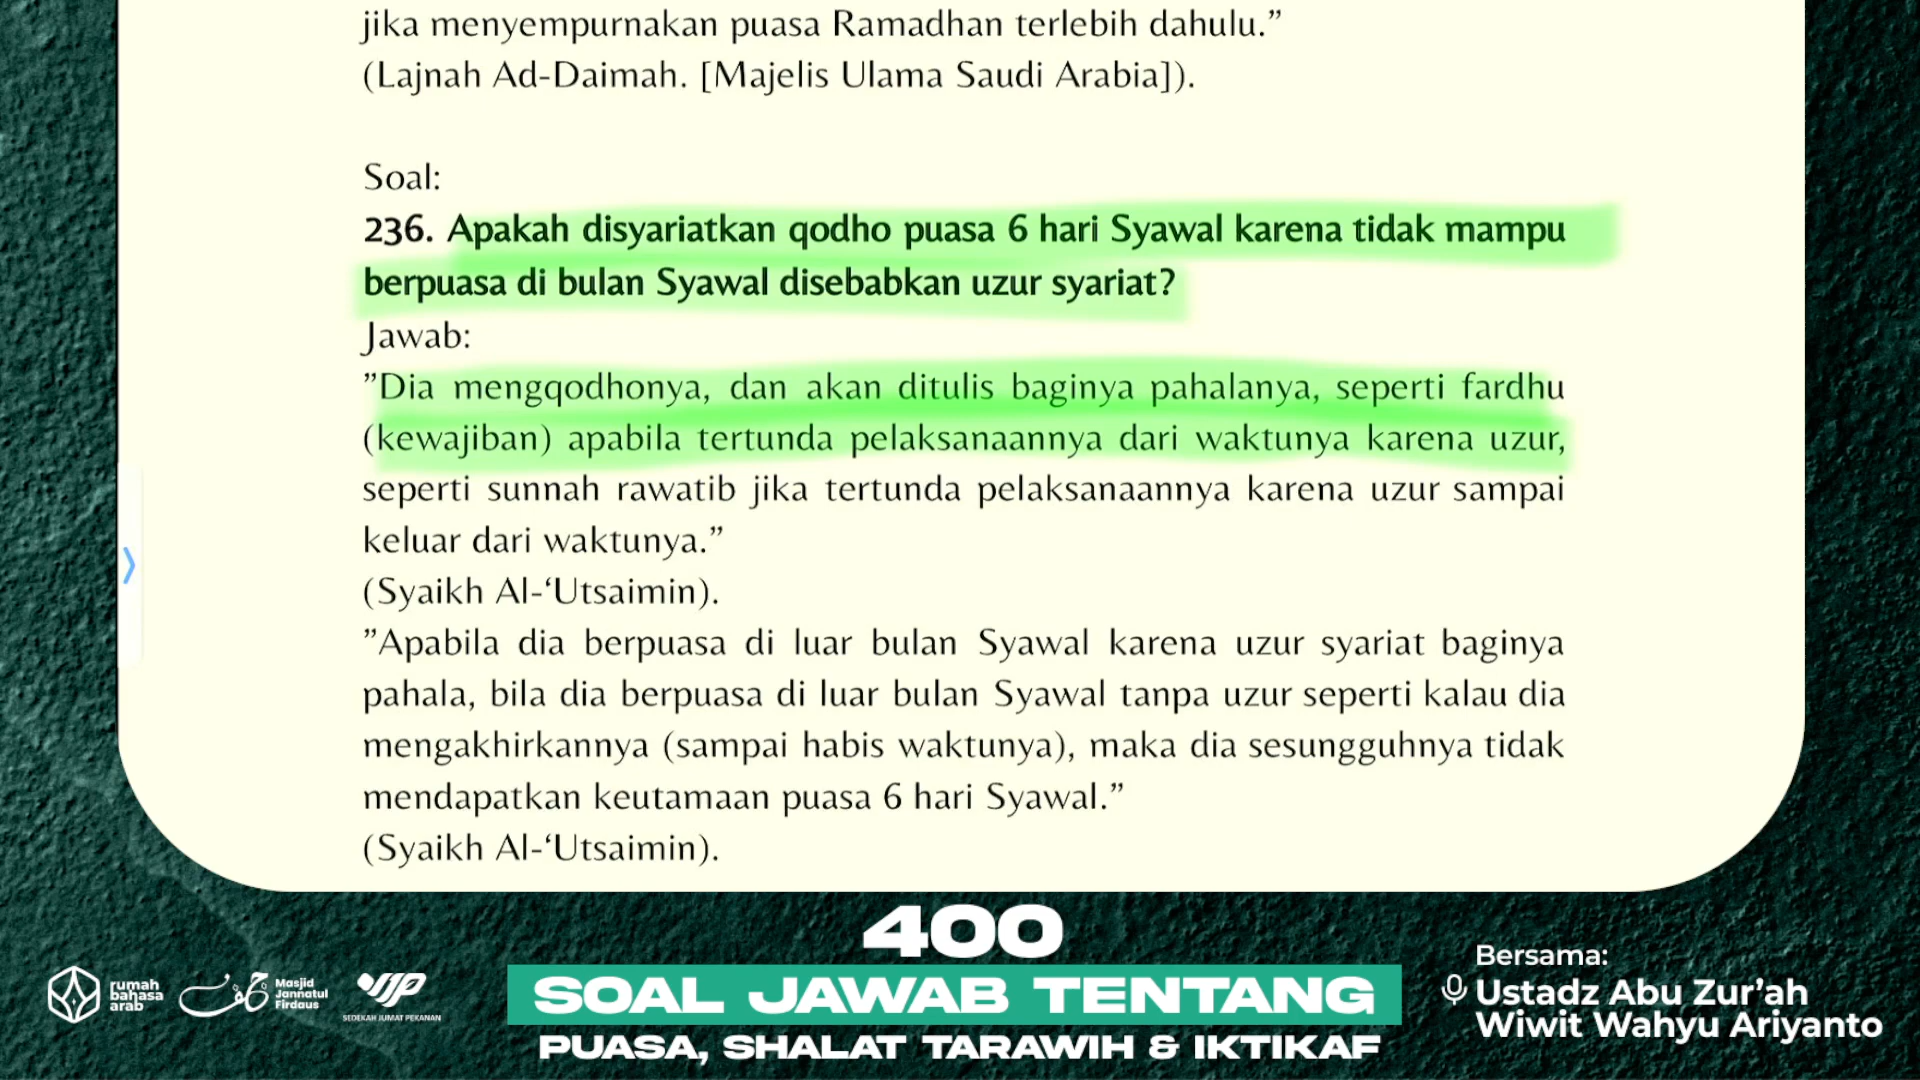 jika menyempurnakan puasa Ramadhan terlebih dahulu.”
(Lajnah Ad-Daimah. [Majelis Ulama Saudi Arabia]).
Soal:
236. Apakah disyariatkan qodho puasa 6 hari Syawal karena tidak mampu
berpuasa di bulan Syawal disebabkan uzur syariat?
Jawab:
”Dia mengqodhonya, dan akan ditulis baginya pahalanya, seperti fardhu
(kewajiban) apabila tertunda pelaksanaannya dari waktunya karena uzur,
seperti sunnah rawatib jika tertunda pelaksanaannya karena uzur sampai
keluar dari waktunya.”
(Syaikh Al-‘Utsaimin).
”Apabila dia berpuasa di luar bulan Syawal karena uzur syariat baginya
pahala, bila dia berpuasa di luar bulan Syawal tanpa uzur seperti kalau dia
mengakhirkannya (sampai habis waktunya), maka dia sesungguhnya tidak
mendapatkan keutamaan puasa 6 hari Syawal.”
(Syaikh Al-‘Utsaimin).
rumah
bahasa
arab
Masjid
Jannatul
Firdaus
SEDEKAH JUMAT PEKANAN
400
SOAL JAWAB TENTANG
PUASA, SHALAT TARAWIH & IKTIKAF
Bersama:
Ustadz Abu Zur’ah
Wiwit Wahyu Ariyanto